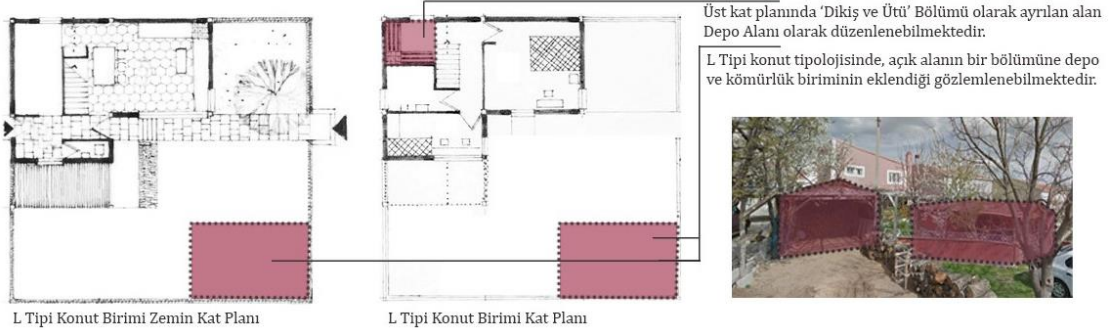 Üst kat planında ‘Dikiş ve Ütü’ Bölümü olarak ayrılan alan
Depo Alanı olarak düzenlenebilmektedir.
L Tipi konut tipolojisinde, açık alanın bir bölümüne depo
ve kömürlük biriminin eklendiği gözlemlenebilmektedir.
L Tipi Konut Birimi Zemin Kat Planı
L Tipi Konut Birimi Kat Planı